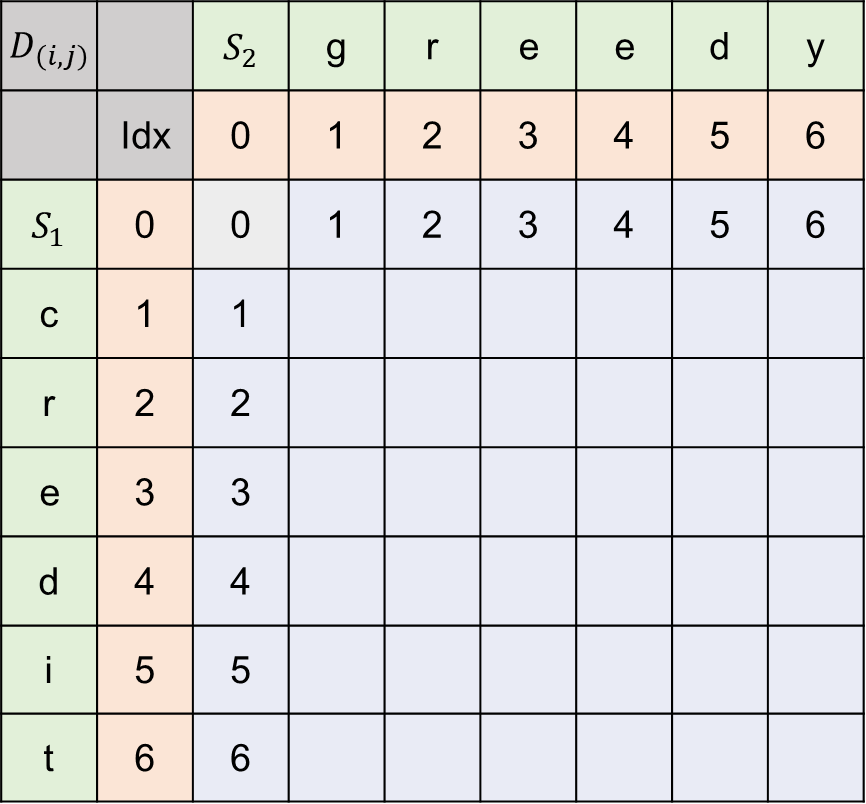 D(i,j) S₂ g r e e d y
Idx 0 1 2 3 4 5 6
S₁ 0 0 1 2 3 4 5 6
c 1 1
r 2 2
e 3 3
d 4 4
i 5 5
t 6 6